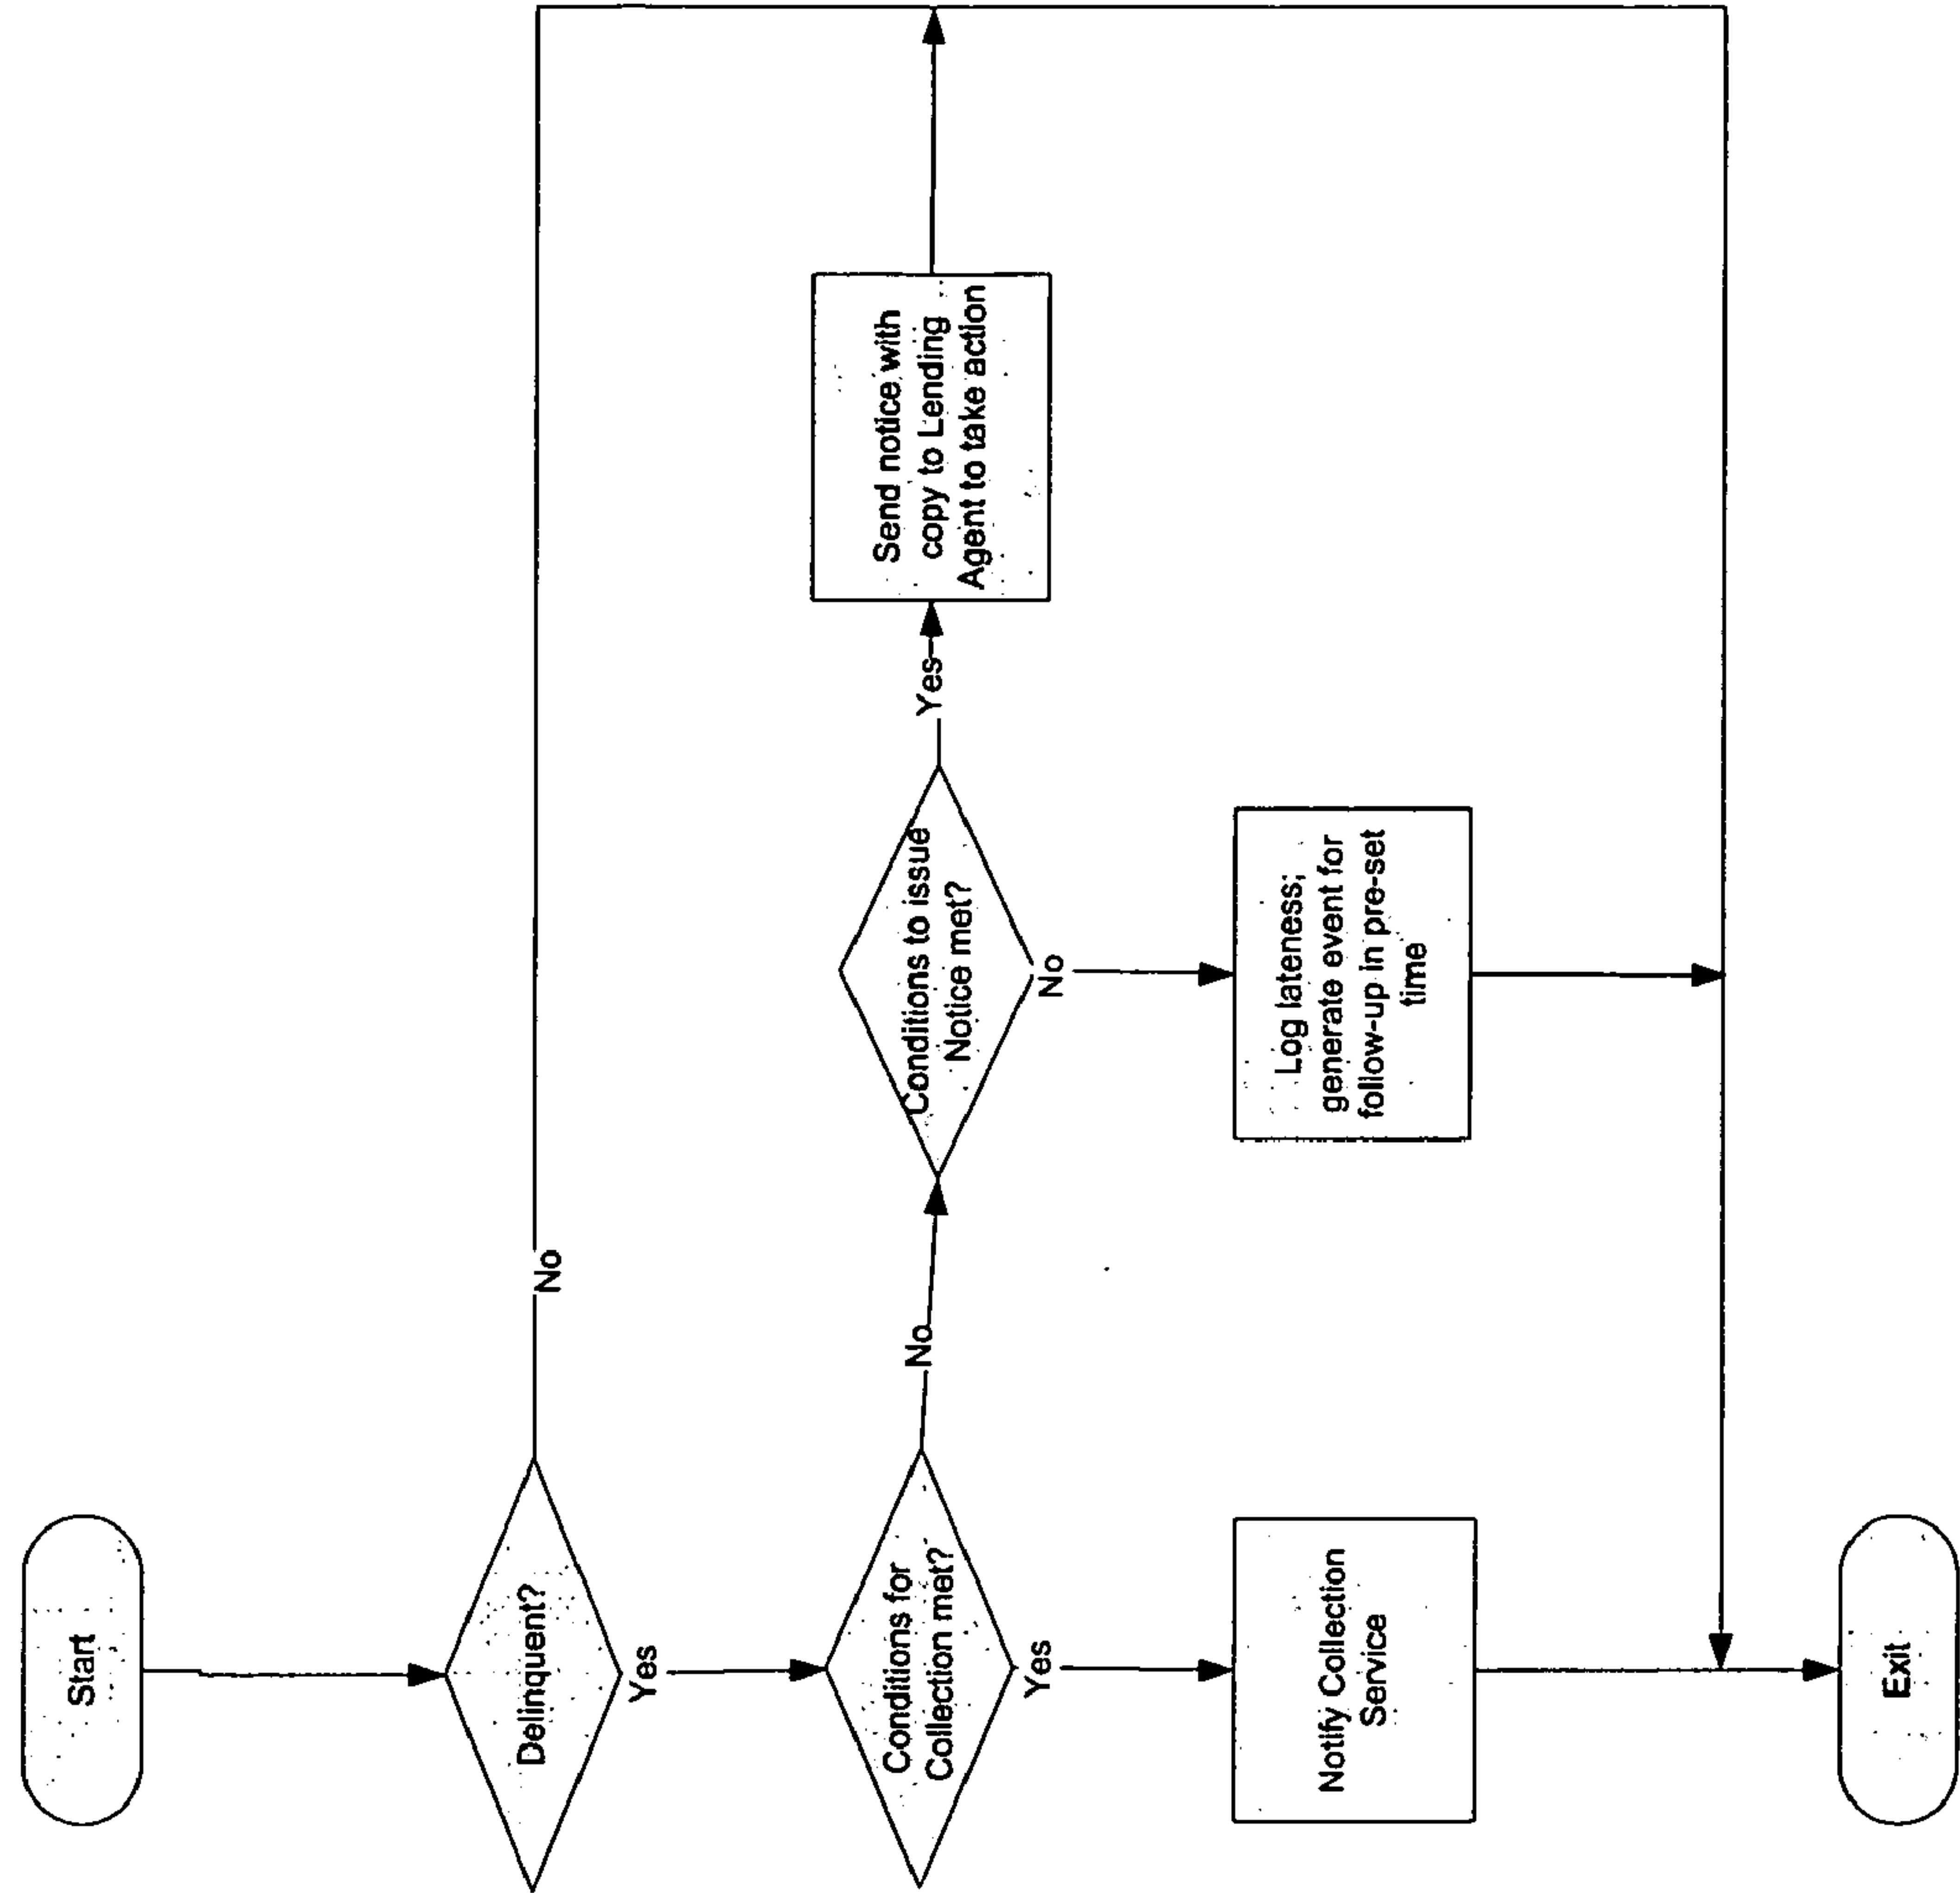 Start
Delinquent?
No
Yes
Conditions for
Collection met?
No
Conditions to issue
Notice met?
Yes
Send notice with
copy to Lending
Agent to take action
No
Log lateness;
generate event for
follow-up in pre-set
time
Yes
Notify Collection
Service
Exit